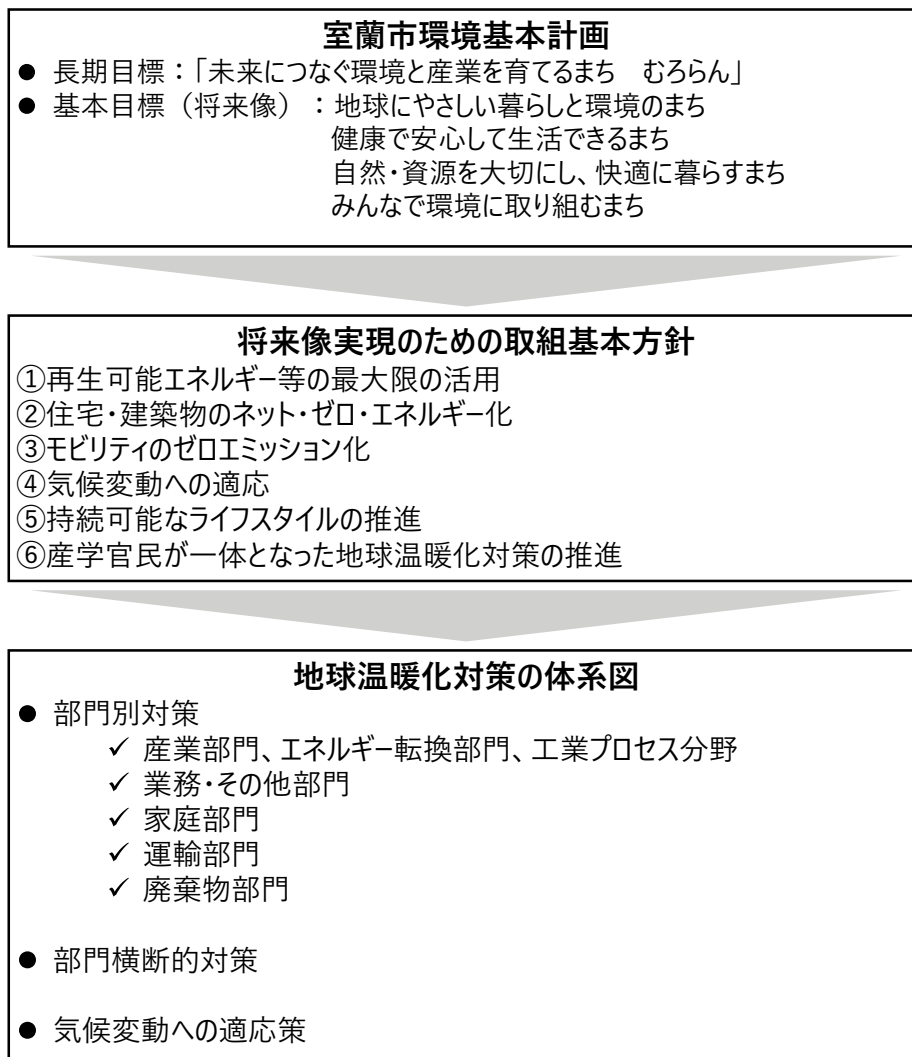 室蘭市環境基本計画
● 長期目標：「未来につなぐ環境と産業を育てるまち　むろらん」
● 基本目標（将来像）：地球にやさしい暮らしと環境のまち
健康で安心して生活できるまち
自然・資源を大切にし、快適に暮らすまち
みんなで環境に取り組むまち
将来像実現のための取組基本方針
①再生可能エネルギー等の最大限の活用
②住宅・建築物のネット・ゼロ・エネルギー化
③モビリティのゼロエミッション化
④気候変動への適応
⑤持続可能なライフスタイルの推進
⑥産学官民が一体となった地球温暖化対策の推進
地球温暖化対策の体系図
● 部門別対策
✓ 産業部門、エネルギー転換部門、工業プロセス分野
✓ 業務・その他部門
✓ 家庭部門
✓ 運輸部門
✓ 廃棄物部門
● 部門横断的対策
● 気候変動への適応策